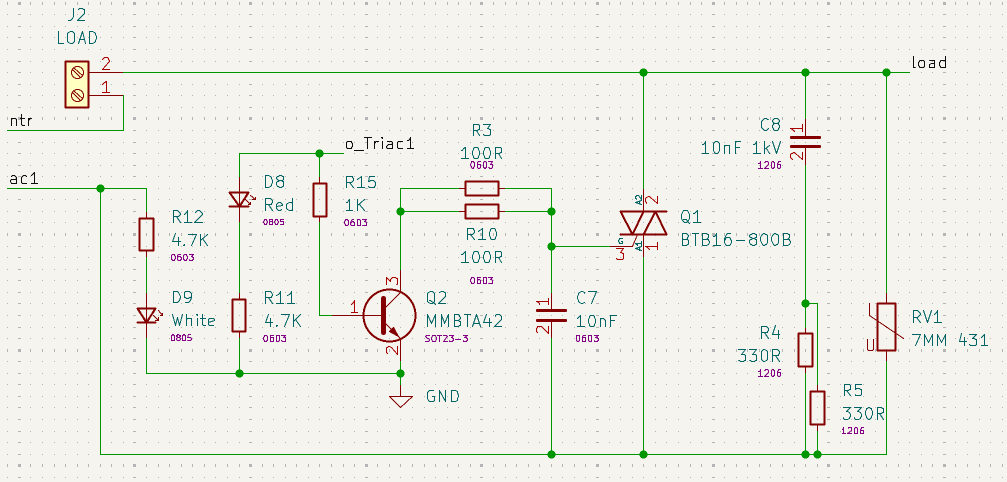 J2
LOAD
2
1
load
ntr
ac1
o_Triac1
R12
4.7K
0603
D9
White
0805
D8
Red
0805
R11
4.7K
0603
R15
1K
0603
1
3
2
Q2
MMBTA42
SOT23-3
GND
R3
100R
0603
R10
100R
0603
1
2
C7
10nF
0603
A2
2
G
3
A1
1
Q1
BTB16-800B
C8
10nF 1kV
1206
1
2
R4
330R
1206
R5
330R
1206
U
RV1
7MM 431